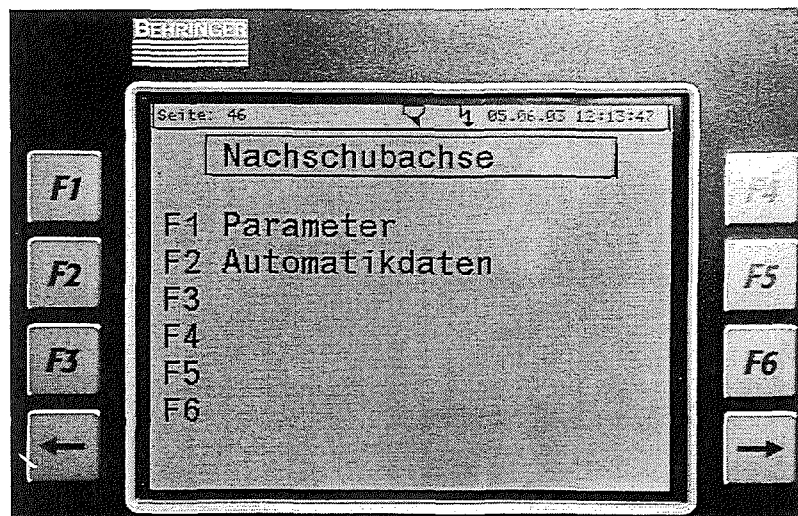 BEHRINGER
Seite: 46 05.06.03 12:13:47
Nachschubachse
F1 Parameter
F2 Automatikdaten
F3
F4
F5
F6
F1
F2
F3
F4
F5
F6